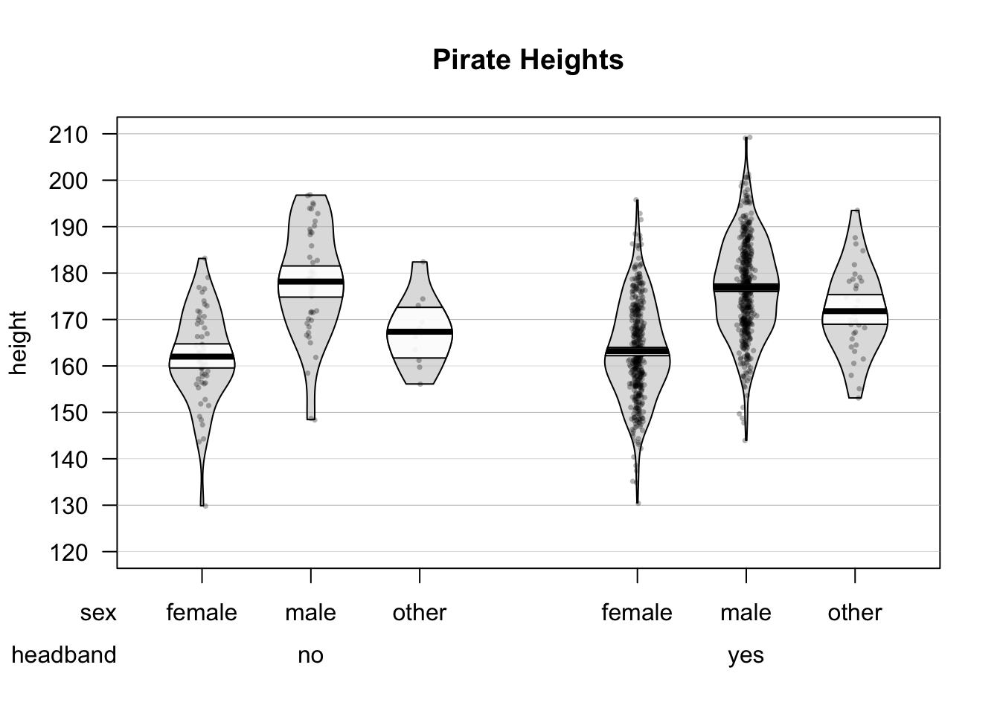 Pirate Heights
height
210
200
190
180
170
160
150
140
130
120
sex female male other female male other
headband no yes